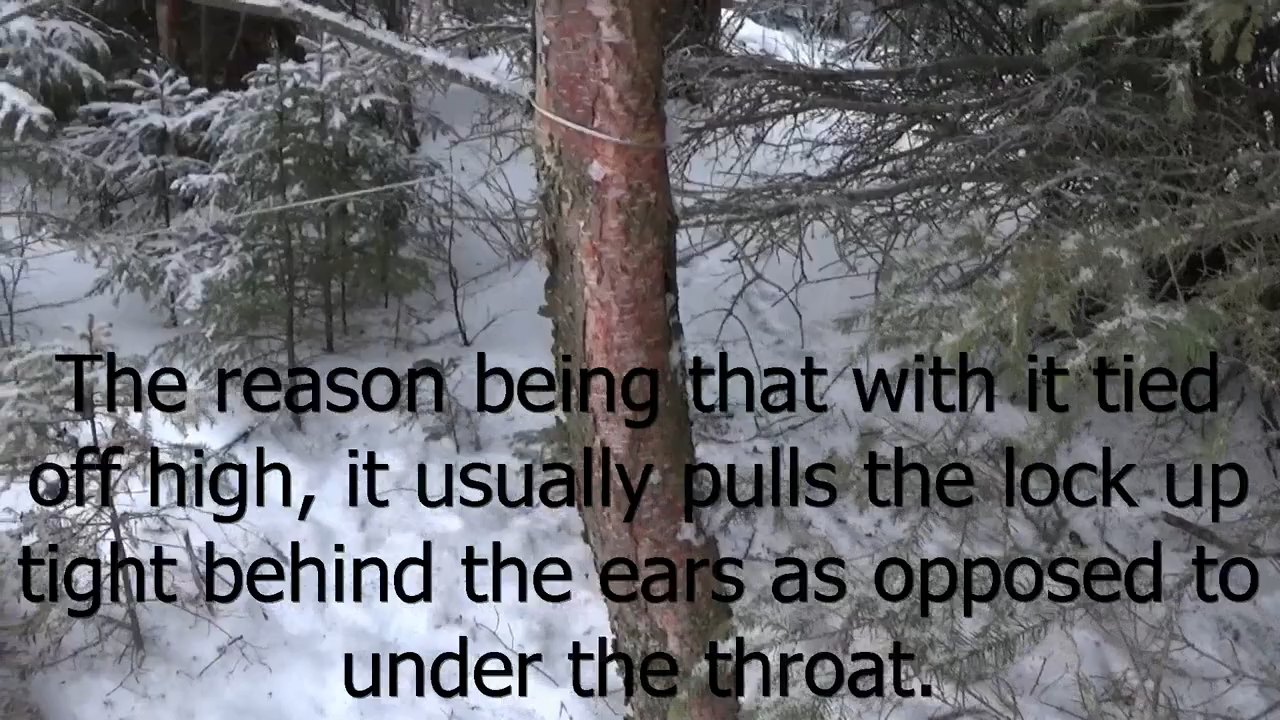 The reason being that with it tied
off high, it usually pulls the lock up
tight behind the ears as opposed to
under the throat.